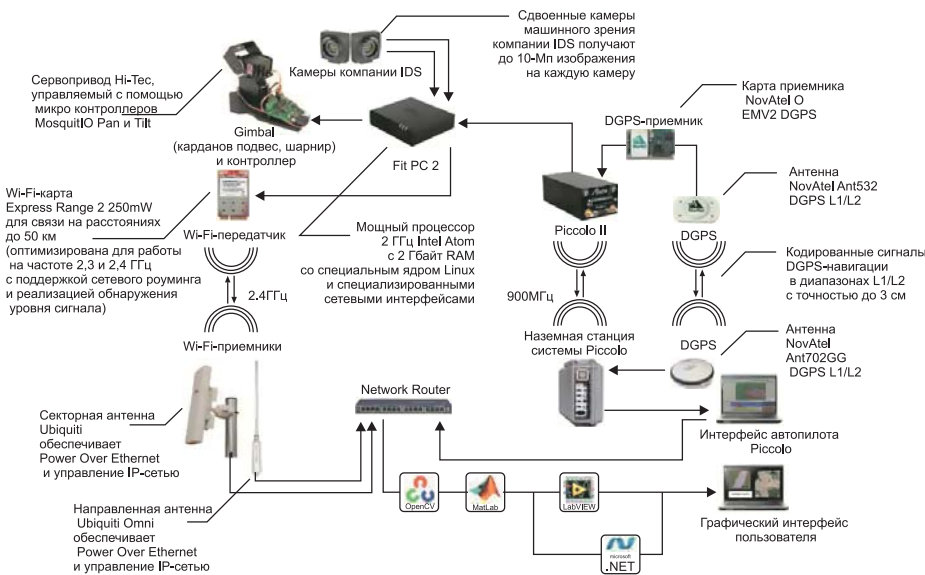 Сдвоенные камеры
машинного зрения
компании IDS получают
до 10-Мп изображения
на каждую камеру
Камеры компании IDS
Сервопривод Hi-Tec,
управляемый с помощью
микро контроллеров
MosquitIO Pan и Tilt
Gimbal
(карданов подвес, шарнир)
и контроллер
Fit PC 2
DGPS-приемник
Карта приемника
NovAtel O
EMV2 DGPS
Антенна
NovAtel Ant532
DGPS L1/L2
Wi-Fi-карта
Express Range 2 250mW
для связи на расстояниях
до 50 км
(оптимизирована для работы
на частоте 2,3 и 2,4 ГГц
с поддержкой сетевого роуминга
и реализацией обнаружения
уровня сигнала)
Wi-Fi-передатчик
Мощный процессор
2 ГГц Intel Atom
с 2 Гбайт RAM
со специальным ядром Linux
и специализированными
сетевыми интерфейсами
Piccolo II
DGPS
Кодированные сигналы
DGPS-навигации
в диапазонах L1/L2
с точностью до 3 см
2.4ГГц
900МГц
Wi-Fi-приемники
Наземная станция
системы Piccolo
DGPS
Антенна
NovAtel
Ant702GG
DGPS L1/L2
Network Router
Секторная антенна
Ubiquiti
обеспечивает
Power Over Ethernet
и управление IP-сетью
Интерфейс автопилота
Piccolo
Направленная антенна
Ubiquiti Omni
обеспечивает
Power Over Ethernet
и управление IP-сетью
OpenCV
MatLab
LabVIEW
Графический интерфейс
пользователя
microsoft
.NET